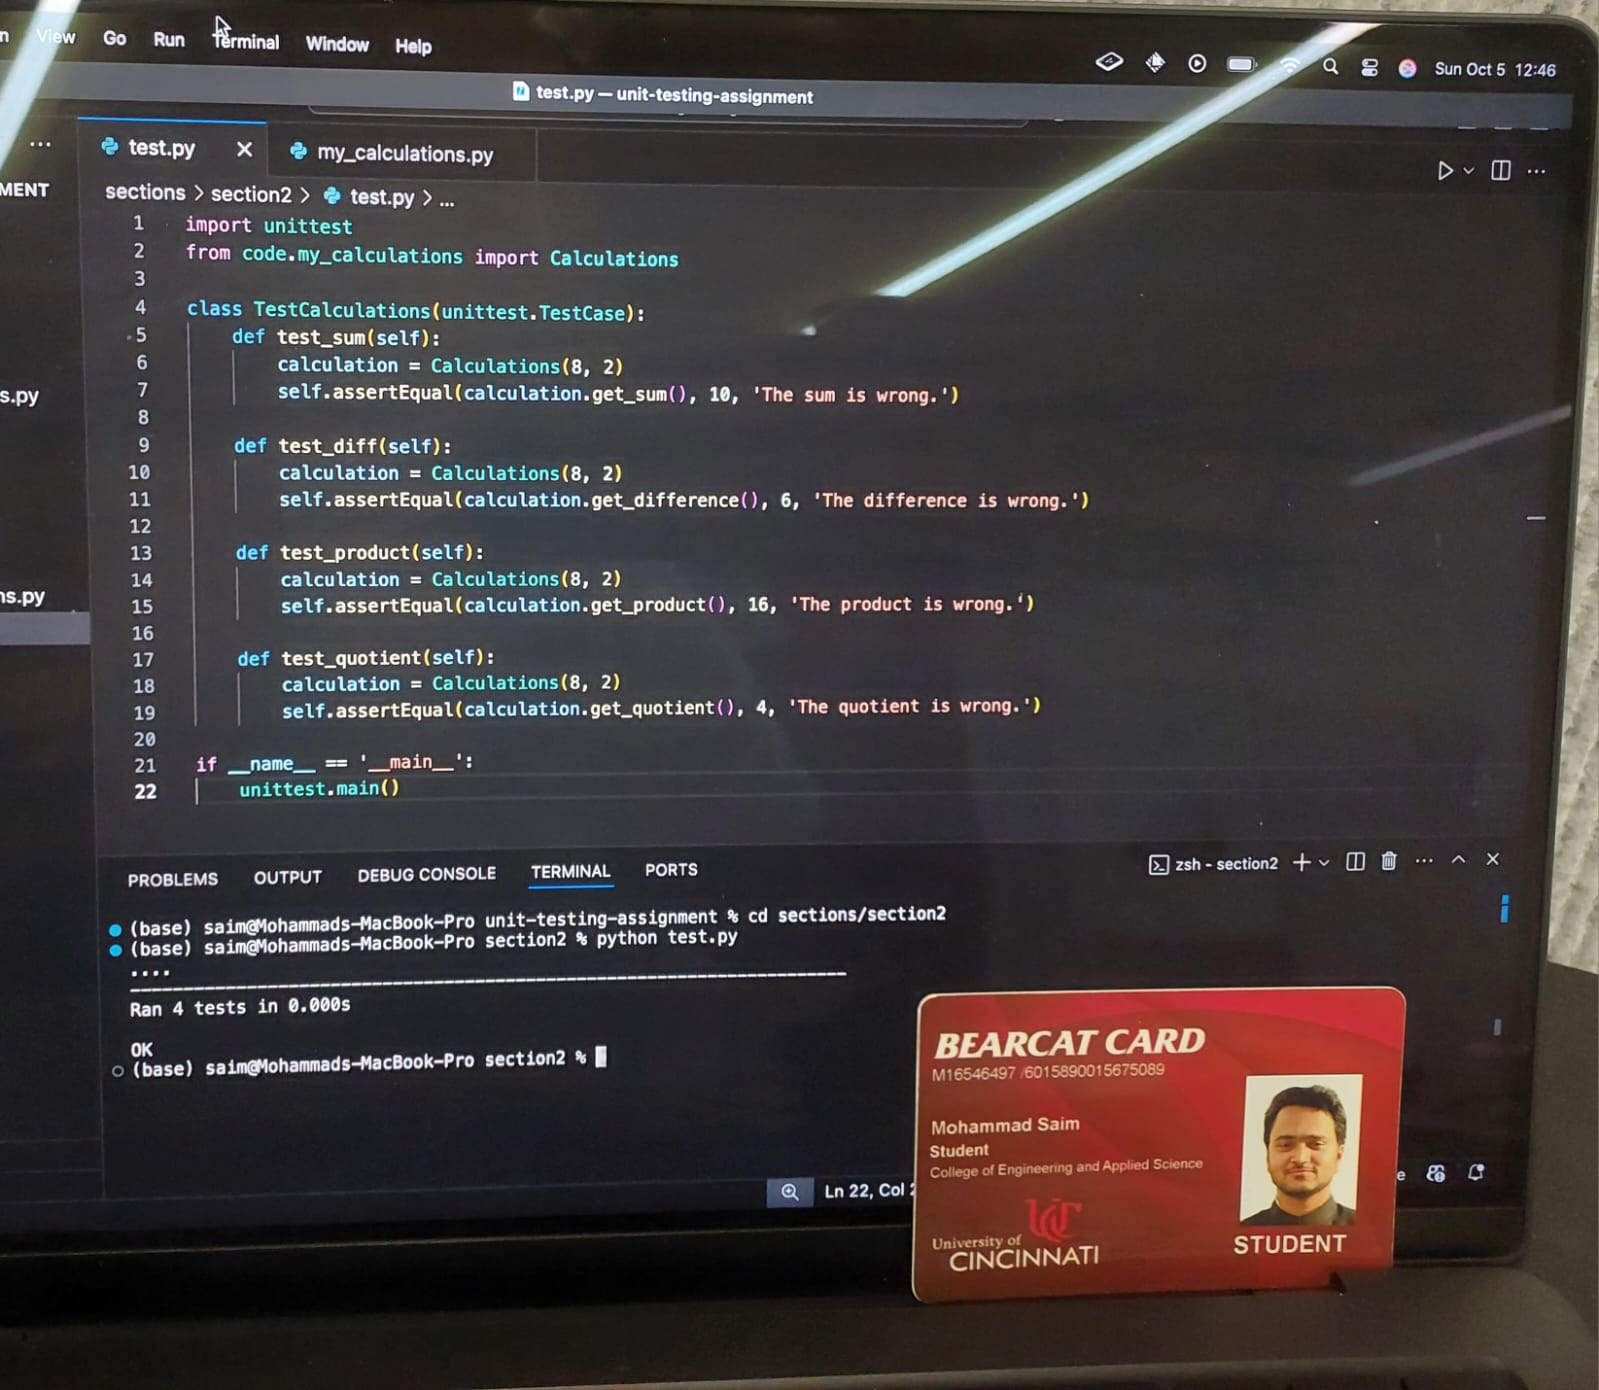 View Go Run Terminal Window Help
Sun Oct 5 12:46
test.py — unit-testing-assignment
test.py
my_calculations.py
MENT
sections > section2 > test.py > ...
1 import unittest
2 from code.my_calculations import Calculations
3
4 class TestCalculations(unittest.TestCase):
5 def test_sum(self):
6 calculation = Calculations(8, 2)
7 self.assertEqual(calculation.get_sum(), 10, 'The sum is wrong.')
s.py
8
9 def test_diff(self):
10 calculation = Calculations(8, 2)
11 self.assertEqual(calculation.get_difference(), 6, 'The difference is wrong.')
12
13 def test_product(self):
14 calculation = Calculations(8, 2)
15 self.assertEqual(calculation.get_product(), 16, 'The product is wrong.')
ns.py
16
17 def test_quotient(self):
18 calculation = Calculations(8, 2)
19 self.assertEqual(calculation.get_quotient(), 4, 'The quotient is wrong.')
20
21 if __name__ == '__main__':
22 unittest.main()
PROBLEMS OUTPUT DEBUG CONSOLE TERMINAL PORTS
zsh - section2
(base) saim@Mohammads-MacBook-Pro unit-testing-assignment % cd sections/section2
(base) saim@Mohammads-MacBook-Pro section2 % python test.py
....
----------------------------------------------------------------------
Ran 4 tests in 0.000s
OK
(base) saim@Mohammads-MacBook-Pro section2 %
Ln 22, Col
BEARCAT CARD
M16546497 /6015890015675089
Mohammad Saim
Student
College of Engineering and Applied Science
UC
University of
CINCINNATI
STUDENT